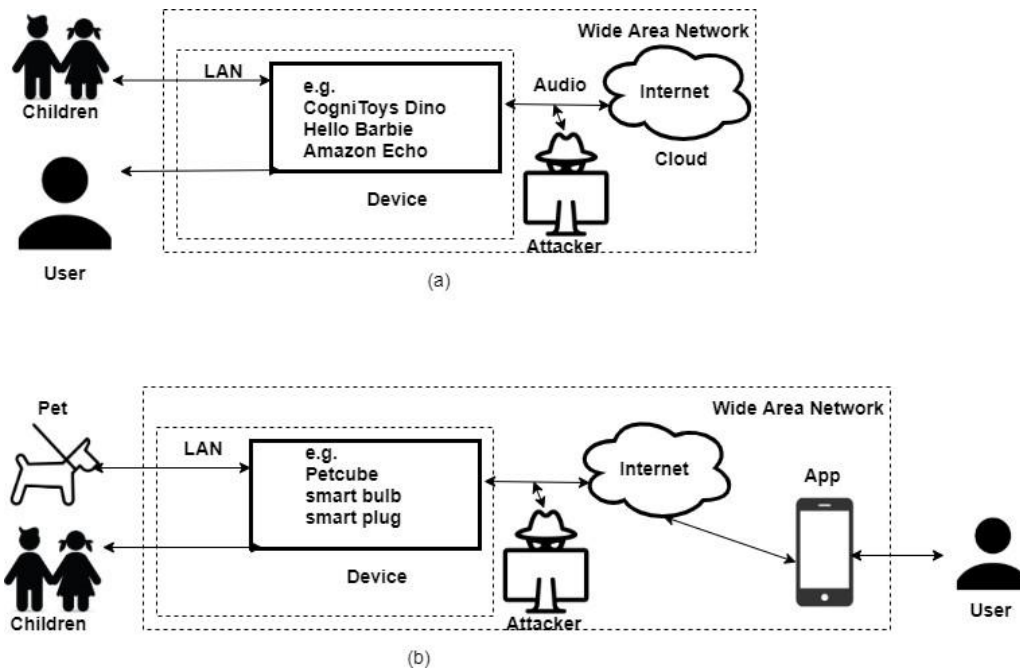 Wide Area Network
LAN
e.g.
CogniToys Dino
Hello Barbie
Amazon Echo
Audio
Internet
Children
Cloud
Device
Attacker
User
(a)
Pet
Wide Area Network
LAN
e.g.
Petcube
smart bulb
smart plug
Internet
App
Device
Children
Attacker
User
(b)